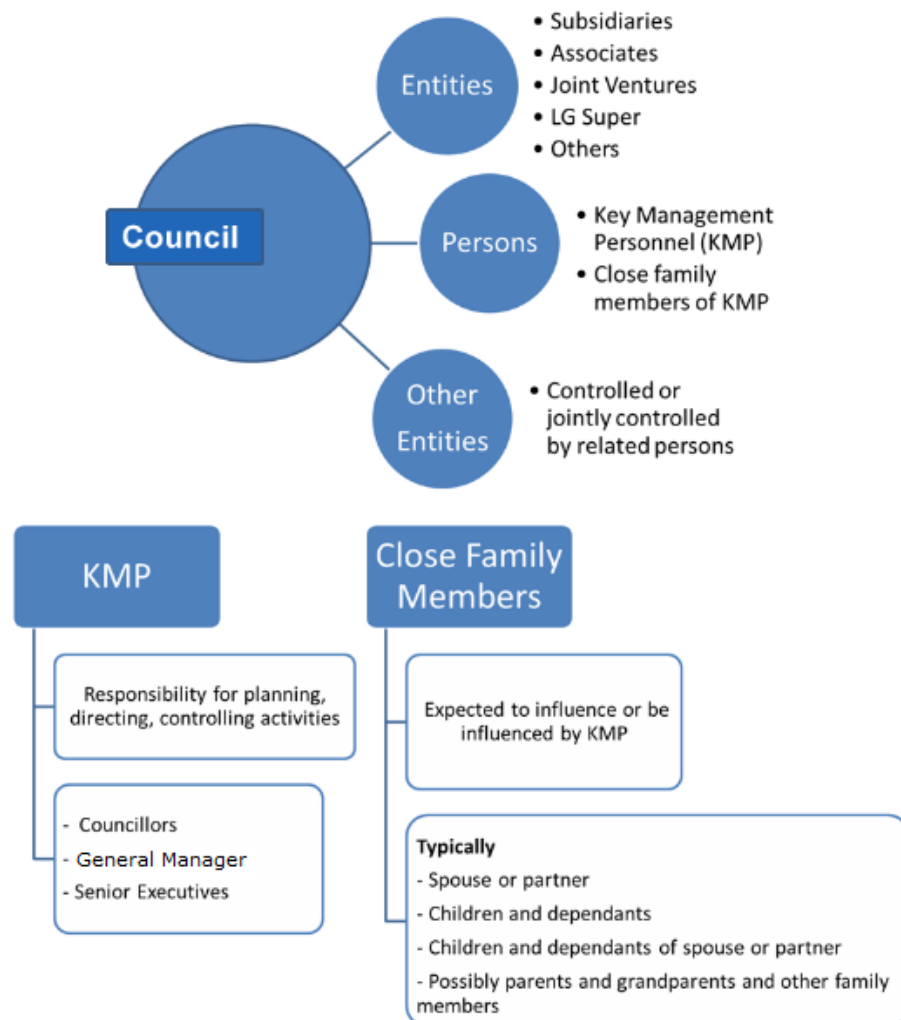 Entities
• Subsidiaries
• Associates
• Joint Ventures
• LG Super
• Others
Council
Persons
• Key Management
Personnel (KMP)
• Close family
members of KMP
Other
Entities
• Controlled or
jointly controlled
by related persons
KMP
Responsibility for planning,
directing, controlling activities
- Councillors
- General Manager
- Senior Executives
Close Family
Members
Expected to influence or be
influenced by KMP
Typically
- Spouse or partner
- Children and dependants
- Children and dependants of spouse or partner
- Possibly parents and grandparents and other family
members